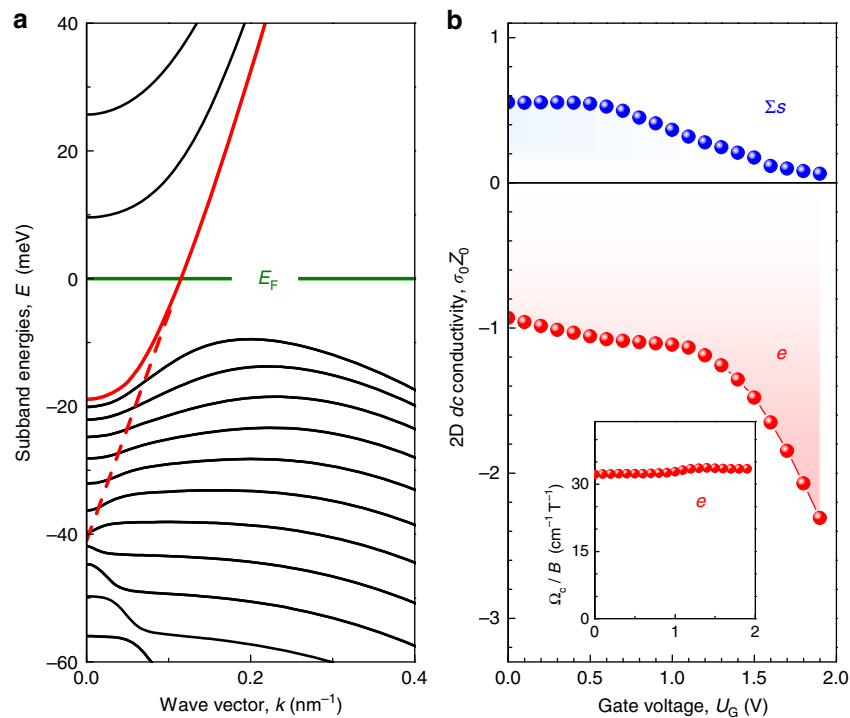 a
40
20
0
–20
–40
–60
Subband energies, E (meV)
E_F
0.0
0.2
0.4
Wave vector, k (nm⁻¹)
b
1
0
–1
–2
–3
2D dc conductivity, σ₀Z₀
Σs
e
30
15
0
Ω_c / B (cm⁻¹ T⁻¹)
e
0
1
2
0.0
0.5
1.0
1.5
2.0
Gate voltage, U_G (V)